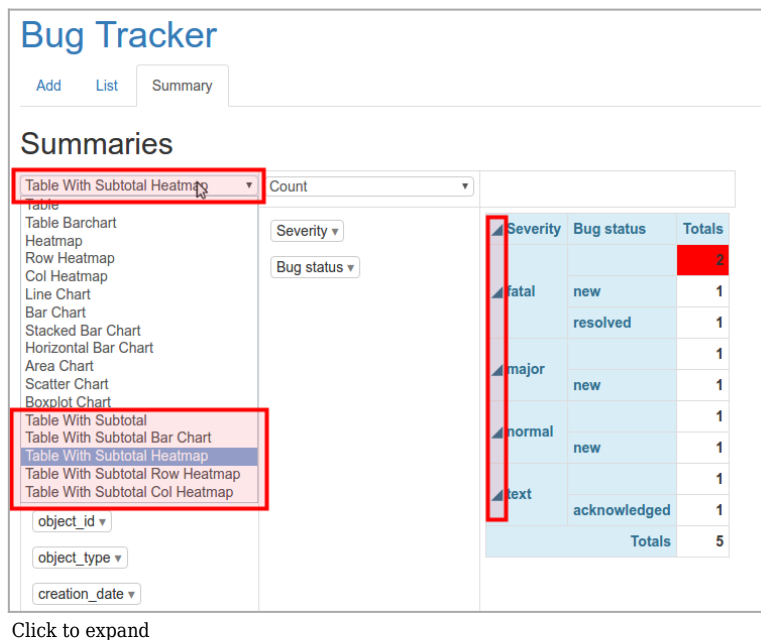 Bug Tracker
Add List Summary
Summaries
Table With Subtotal Heatmap Count
Table
Table Barchart
Heatmap
Row Heatmap
Col Heatmap
Line Chart
Bar Chart
Stacked Bar Chart
Horizontal Bar Chart
Area Chart
Scatter Chart
Boxplot Chart
Table With Subtotal
Table With Subtotal Bar Chart
Table With Subtotal Heatmap
Table With Subtotal Row Heatmap
Table With Subtotal Col Heatmap
object_id
object_type
creation_date
Severity
Bug status
Severity Bug status Totals
2
fatal new 1
resolved 1
1
major
new 1
1
normal
new 1
1
text
acknowledged 1
Totals 5
Click to expand